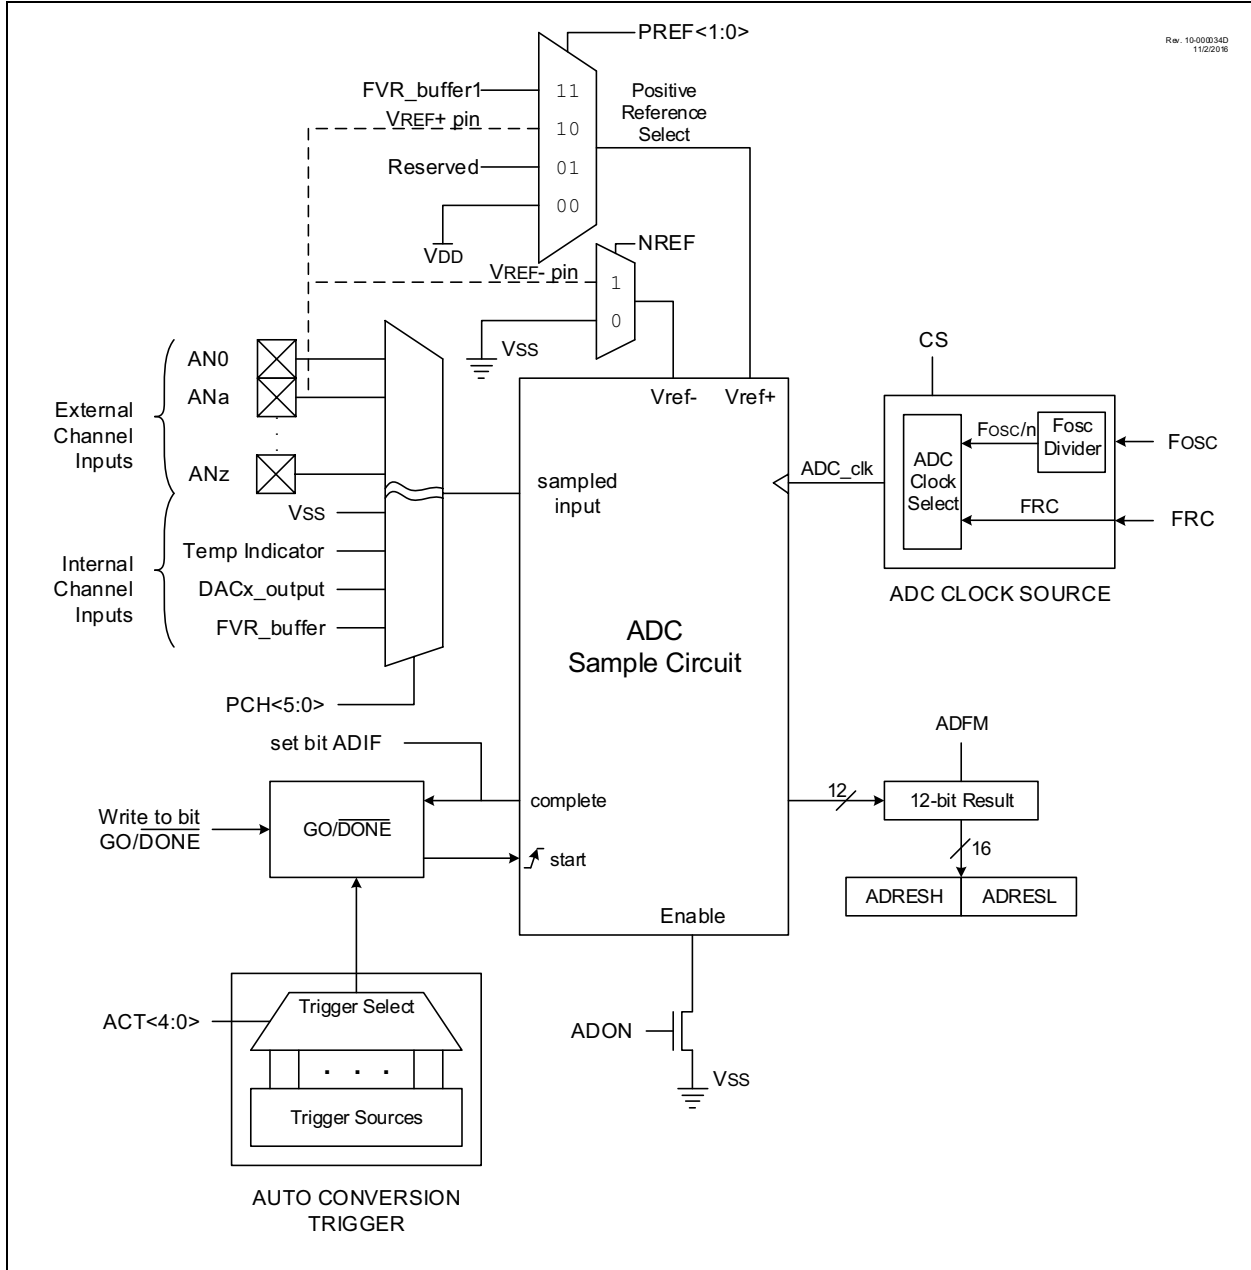 PREF<1:0>
Rev. 10-000034D
11/2/2016
FVR_buffer1
11
Positive
Reference
Select
VREF+ pin
10
Reserved
01
00
VDD
NREF
VREF- pin
1
0
VSS
CS
AN0
ANa
External
Channel
Inputs
ANz
Vref-
Vref+
Fosc/n
Fosc
Divider
FOSC
ADC
Clock
Select
ADC_clk
FRC
FRC
ADC CLOCK SOURCE
sampled
input
VSS
Temp Indicator
Internal
Channel
Inputs
DACx_output
FVR_buffer
ADC
Sample Circuit
PCH<5:0>
set bit ADIF
ADFM
Write to bit
GO/DONE
GO/DONE
complete
start
12
12-bit Result
16
ADRESH
ADRESL
Enable
ACT<4:0>
Trigger Select
. . .
Trigger Sources
ADON
VSS
AUTO CONVERSION
TRIGGER